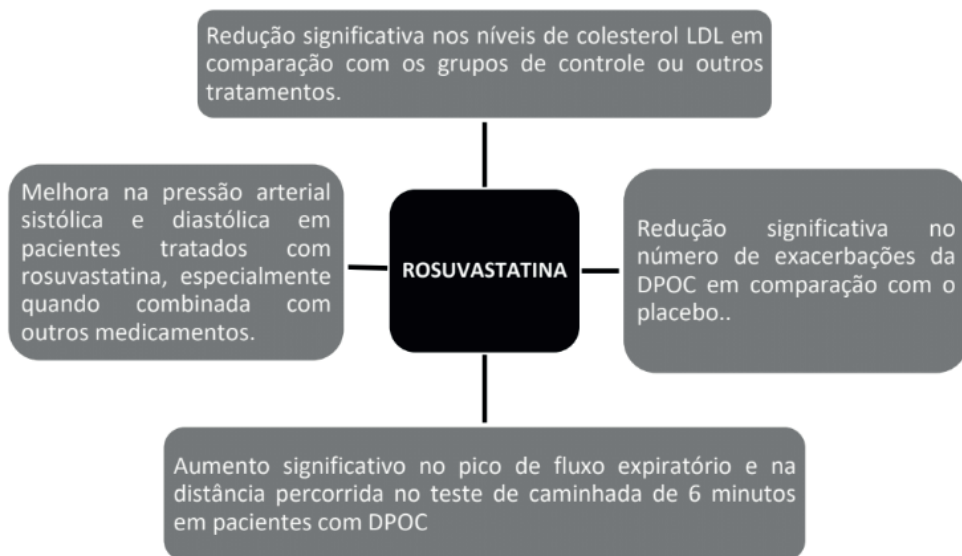 Redução significativa nos níveis de colesterol LDL em
comparação com os grupos de controle ou outros
tratamentos.
Melhora na pressão arterial
sistólica e diastólica em
pacientes tratados com
rosuvastatina, especialmente
quando combinada com
outros medicamentos.
ROSUVASTATINA
Redução significativa no
número de exacerbações da
DPOC em comparação com o
placebo..
Aumento significativo no pico de fluxo expiratório e na
distância percorrida no teste de caminhada de 6 minutos
em pacientes com DPOC